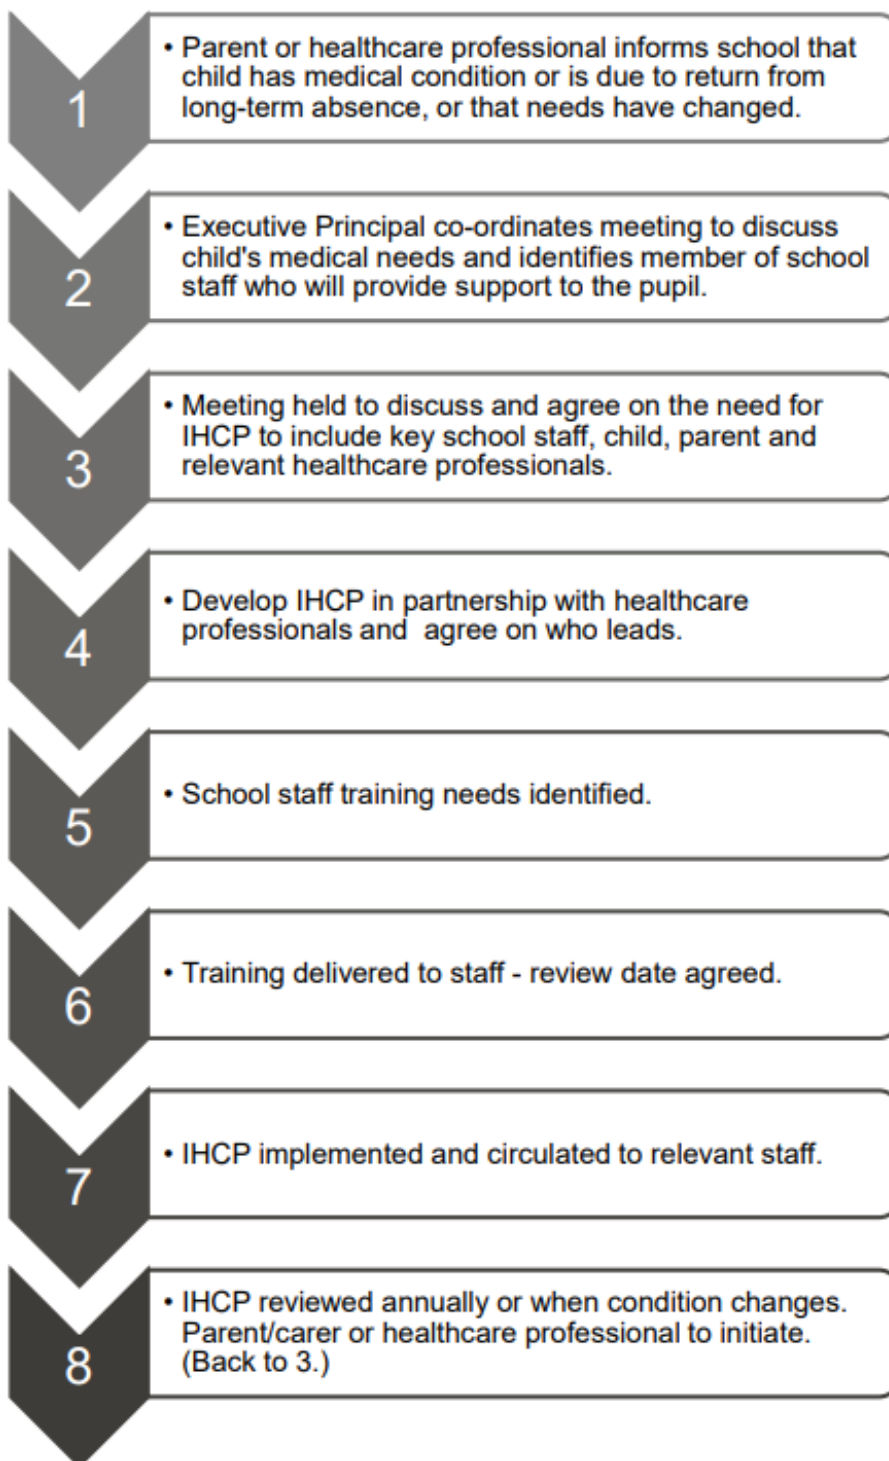 1
• Parent or healthcare professional informs school that
child has medical condition or is due to return from
long-term absence, or that needs have changed.
2
• Executive Principal co-ordinates meeting to discuss
child's medical needs and identifies member of school
staff who will provide support to the pupil.
3
• Meeting held to discuss and agree on the need for
IHCP to include key school staff, child, parent and
relevant healthcare professionals.
4
• Develop IHCP in partnership with healthcare
professionals and  agree on who leads.
5
• School staff training needs identified.
6
• Training delivered to staff - review date agreed.
7
• IHCP implemented and circulated to relevant staff.
8
• IHCP reviewed annually or when condition changes.
Parent/carer or healthcare professional to initiate.
(Back to 3.)